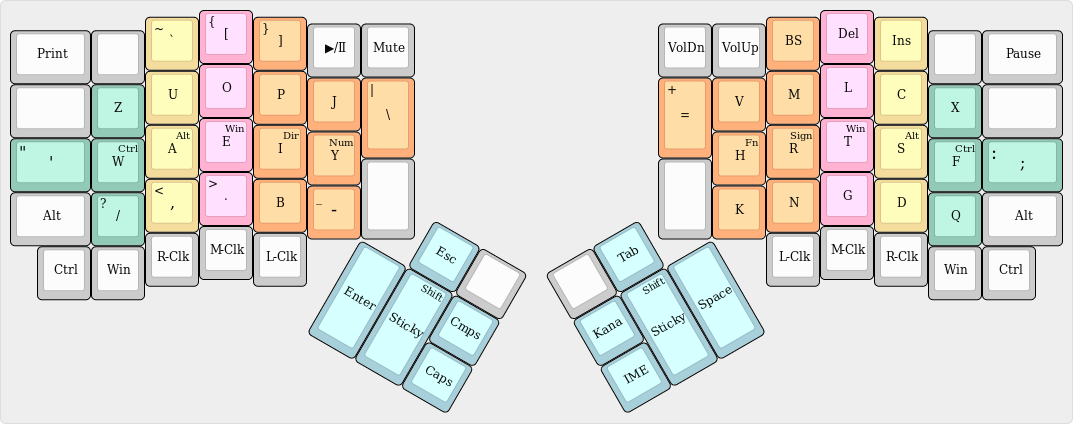 Print
~ `
{ [
} ]
▶/II
Mute
VolDn
VolUp
BS
Del
Ins
Pause
Z
U
O
P
J
| \
+ =
V
M
L
C
X
" '
Ctrl W
Alt A
Win E
Dir I
Num Y
Fn H
Sign R
Win T
Alt S
Ctrl F
: ;
Alt
? /
< ,
> .
B
_ -
K
N
G
D
Q
Alt
Ctrl
Win
R-Clk
M-Clk
L-Clk
L-Clk
M-Clk
R-Clk
Win
Ctrl
Esc
Enter
Shift
Sticky
Cmps
Caps
Tab
Kana
Shift
Sticky
Space
IME